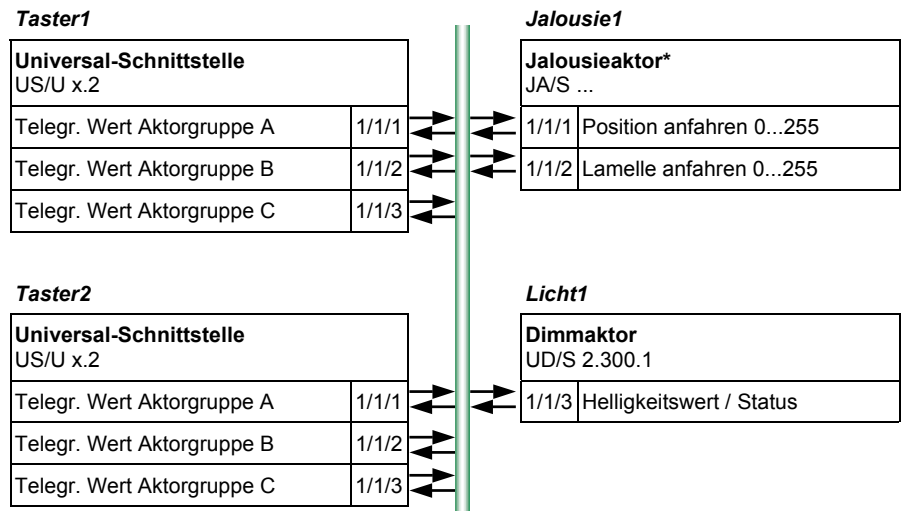 Taster1
Universal-Schnittstelle
US/U x.2
Telegr. Wert Aktorgruppe A 1/1/1
Telegr. Wert Aktorgruppe B 1/1/2
Telegr. Wert Aktorgruppe C 1/1/3
Jalousie1
Jalousieaktor*
JA/S ...
1/1/1 Position anfahren 0...255
1/1/2 Lamelle anfahren 0...255
Taster2
Universal-Schnittstelle
US/U x.2
Telegr. Wert Aktorgruppe A 1/1/1
Telegr. Wert Aktorgruppe B 1/1/2
Telegr. Wert Aktorgruppe C 1/1/3
Licht1
Dimmaktor
UD/S 2.300.1
1/1/3 Helligkeitswert / Status